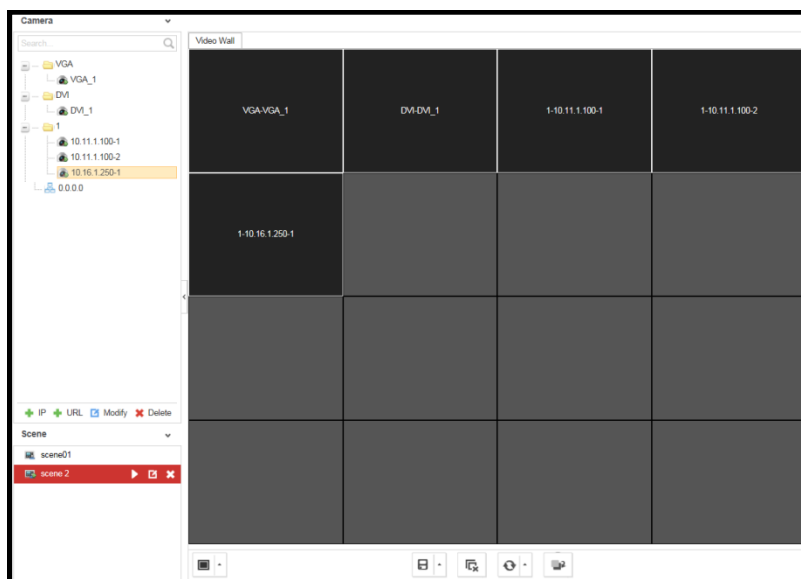 Camera
Search...
VGA
VGA_1
DVI
DVI_1
1
10.11.1.100-1
10.11.1.100-2
10.16.1.250-1
0.0.0.0
IP URL Modify Delete
Scene
scene01
scene 2
Video Wall
VGA-VGA_1 DVI-DVI_1 1-10.11.1.100-1 1-10.11.1.100-2
1-10.16.1.250-1